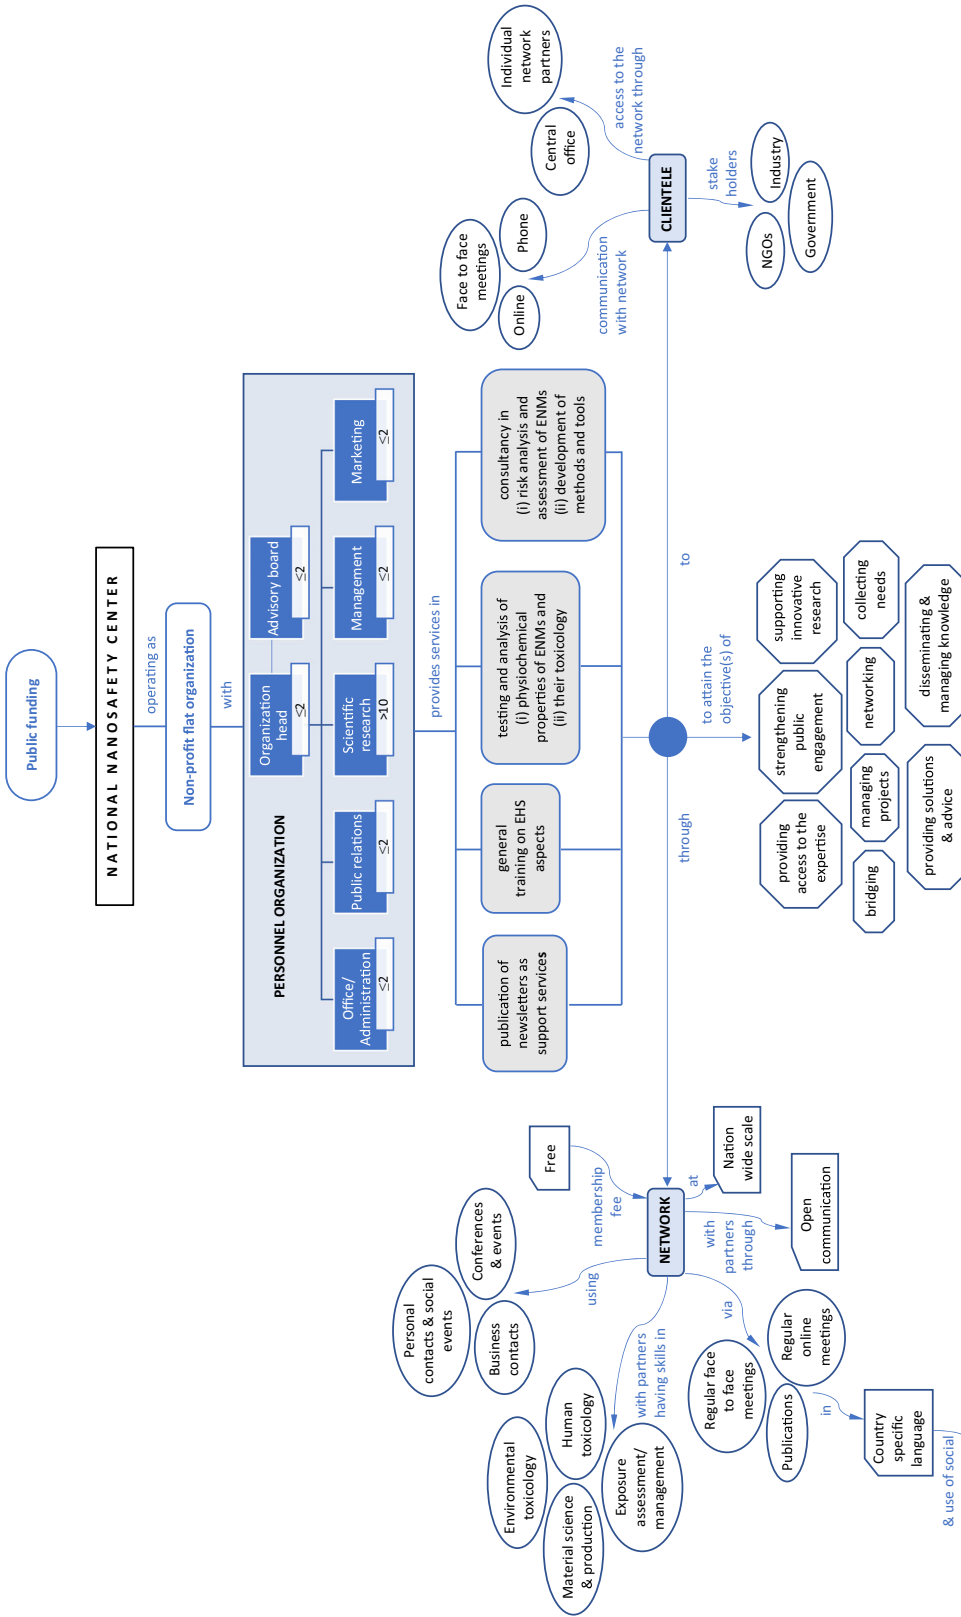 Public funding
NATIONAL NANOSAFETY CENTER
operating as
Non-profit flat organization
with
PERSONNEL ORGANIZATION
Organization
head
≤2
Advisory board
≤2
Office/
Administration
≤2
Public relations
≤2
Scientific
research
>10
Management
≤2
Marketing
≤2
provides services in
publication of
newsletters as
support services
general
training on EHS
aspects
testing and analysis of
(i) physiochemical
properties of ENMs and
(ii) their toxicology
consultancy in
(i) risk analysis and
assessment of ENMs
(ii) development of
methods and tools
through
to
to attain the
objective(s) of
providing
access to the
expertise
strengthening
public
engagement
supporting
innovative
research
bridging
managing
projects
networking
collecting
needs
providing solutions
& advice
disseminating &
managing knowledge
NETWORK
membership
fee
Free
using
Personal
contacts & social
events
Conferences
& events
Business
contacts
with partners
having skills in
Environmental
toxicology
Human
toxicology
Material science
& production
Exposure
assessment/
management
via
Regular face
to face
meetings
Regular
online
meetings
Publications
in
Country
specific
language
& use of social
with
partners
through
Open
communication
at
Nation
wide scale
CLIENTELE
communication
with network
Face to face
meetings
Online
Phone
access to the
network through
Central
office
Individual
network
partners
stake
holders
NGOs
Industry
Government